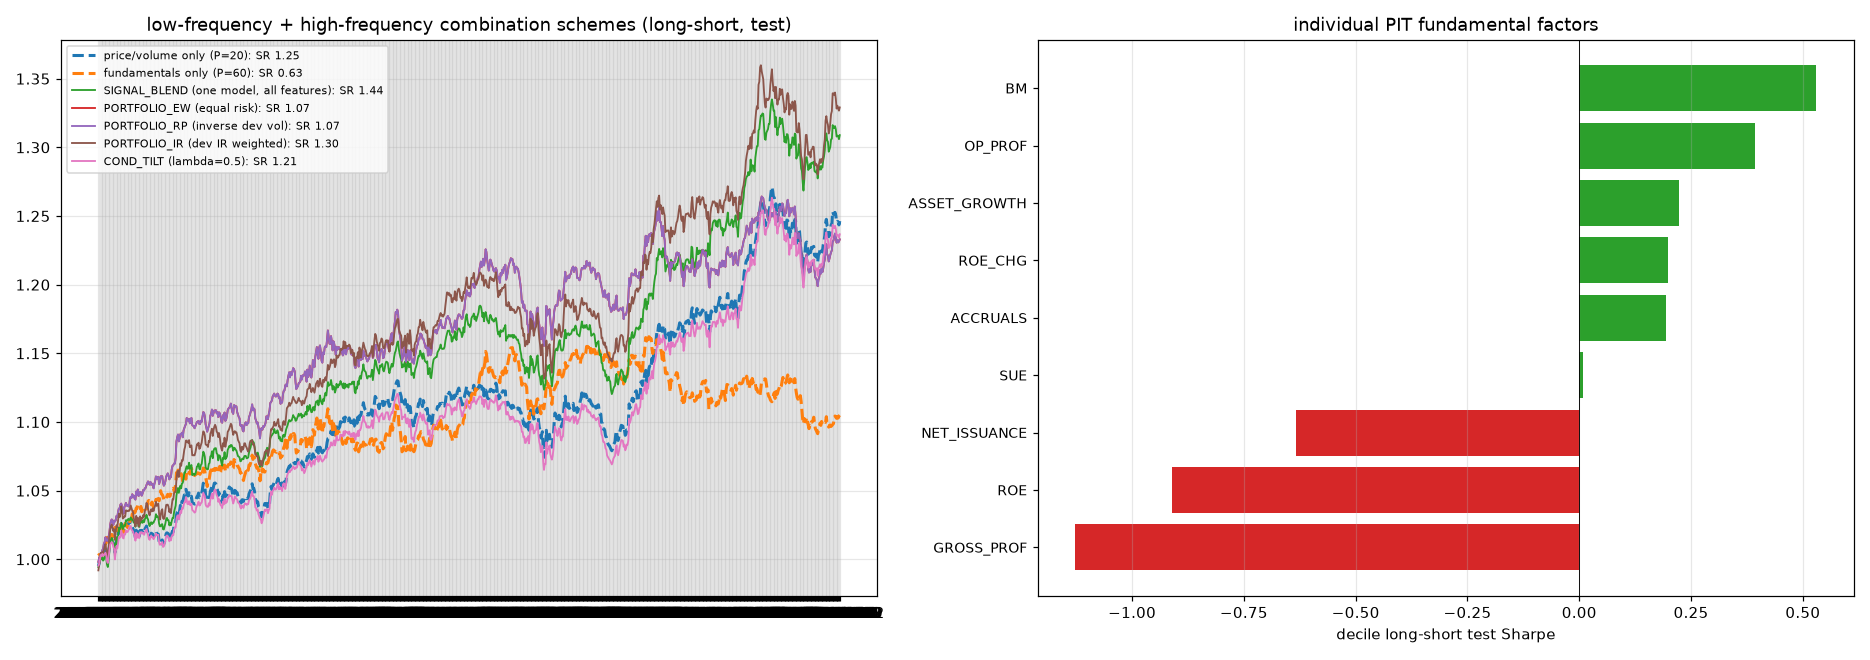 low-frequency + high-frequency combination schemes (long-short, test)
price/volume only (P=20): SR 1.25
fundamentals only (P=60): SR 0.63
SIGNAL_BLEND (one model, all features): SR 1.44
PORTFOLIO_EW (equal risk): SR 1.07
PORTFOLIO_RP (inverse dev vol): SR 1.07
PORTFOLIO_IR (dev IR weighted): SR 1.30
COND_TILT (lambda=0.5): SR 1.21
1.35
1.30
1.25
1.20
1.15
1.10
1.05
1.00
individual PIT fundamental factors
BM
OP_PROF
ASSET_GROWTH
ROE_CHG
ACCRUALS
SUE
NET_ISSUANCE
ROE
GROSS_PROF
−1.00 −0.75 −0.50 −0.25 0.00 0.25 0.50
decile long-short test Sharpe